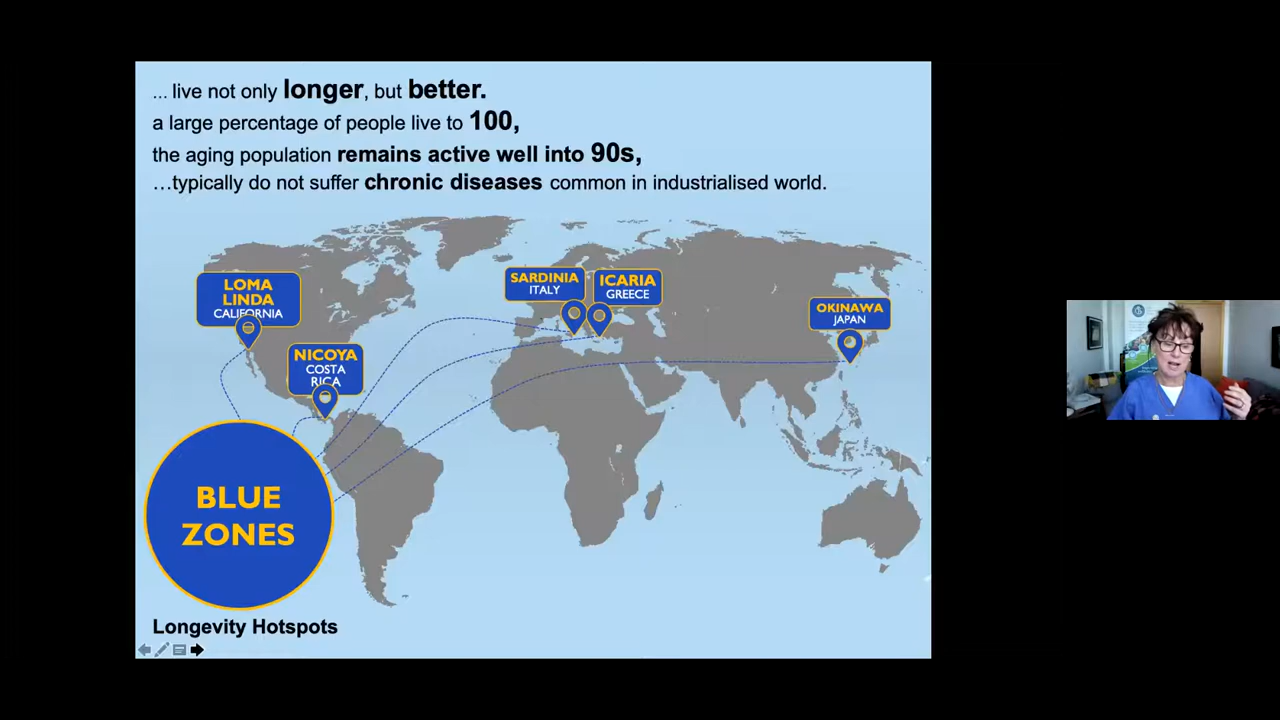 ... live not only longer, but better.
a large percentage of people live to 100,
the aging population remains active well into 90s,
...typically do not suffer chronic diseases common in industrialised world.
LOMA
LINDA
CALIFORNIA
NICOYA
COSTA
RICA
SARDINIA
ITALY
ICARIA
GREECE
OKINAWA
JAPAN
BLUE
ZONES
Longevity Hotspots